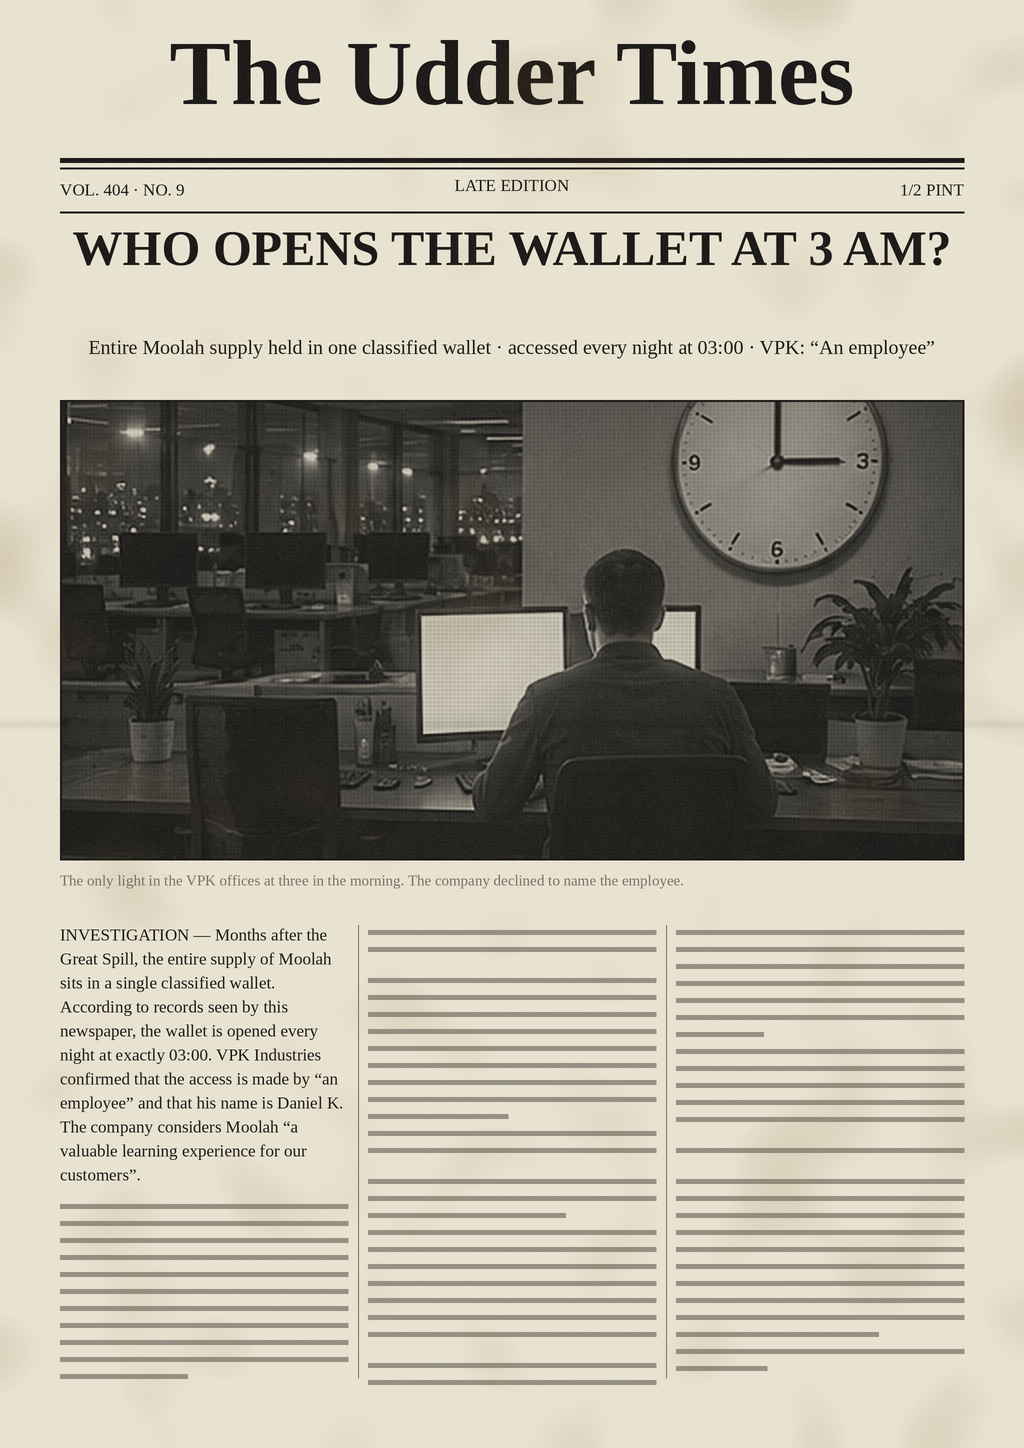 The Udder Times
VOL. 404 · NO. 9
LATE EDITION
1/2 PINT
WHO OPENS THE WALLET AT 3 AM?
Entire Moolah supply held in one classified wallet · accessed every night at 03:00 · VPK: “An employee”
9
3
6
The only light in the VPK offices at three in the morning. The company declined to name the employee.
INVESTIGATION — Months after the
Great Spill, the entire supply of Moolah
sits in a single classified wallet.
According to records seen by this
newspaper, the wallet is opened every
night at exactly 03:00. VPK Industries
confirmed that the access is made by “an
employee” and that his name is Daniel K.
The company considers Moolah “a
valuable learning experience for our
customers”.